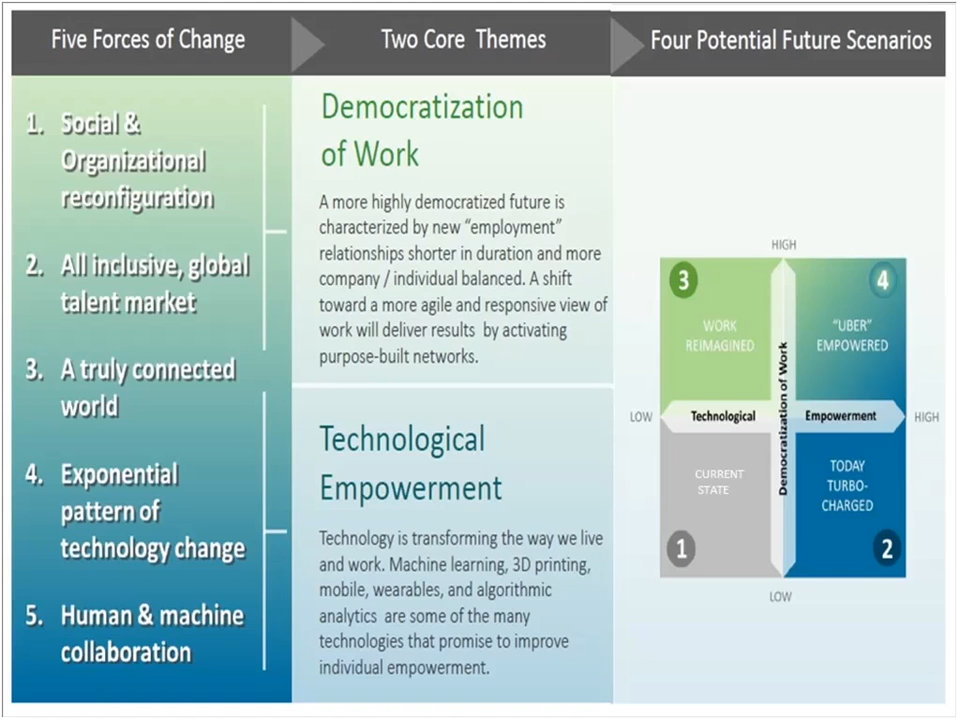 Five Forces of Change
Two Core Themes
Four Potential Future Scenarios
1. Social &
Organizational
reconfiguration
2. All inclusive, global
talent market
3. A truly connected
world
4. Exponential
pattern of
technology change
5. Human & machine
collaboration
Democratization
of Work
A more highly democratized future is
characterized by new “employment”
relationships shorter in duration and more
company / individual balanced. A shift
toward a more agile and responsive view of
work will deliver results by activating
purpose-built networks.
Technological
Empowerment
Technology is transforming the way we live
and work. Machine learning, 3D printing,
mobile, wearables, and algorithmic
analytics are some of the many
technologies that promise to improve
individual empowerment.
HIGH
3
4
WORK
REIMAGINED
“UBER”
EMPOWERED
LOW
Technological Empowerment
HIGH
Democratization of Work
CURRENT
STATE
TODAY
TURBO-
CHARGED
1
2
LOW